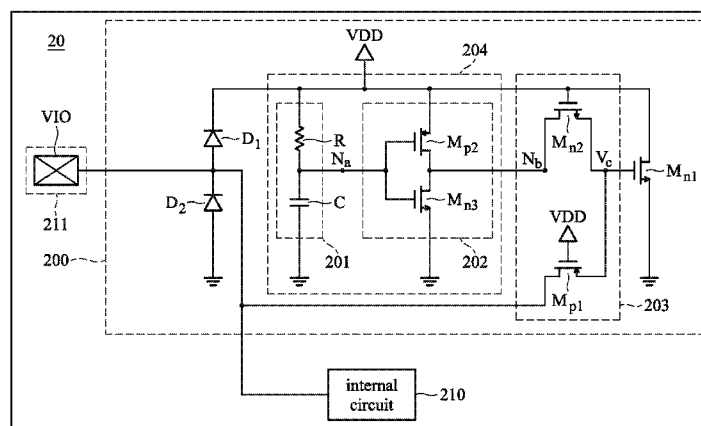 20
VDD
204
VIO
D1
R
Na
Mp2
Nb
Mn2
Vc
Mn1
D2
C
Mn3
VDD
211
200
201
202
Mp1
203
internal
circuit
210